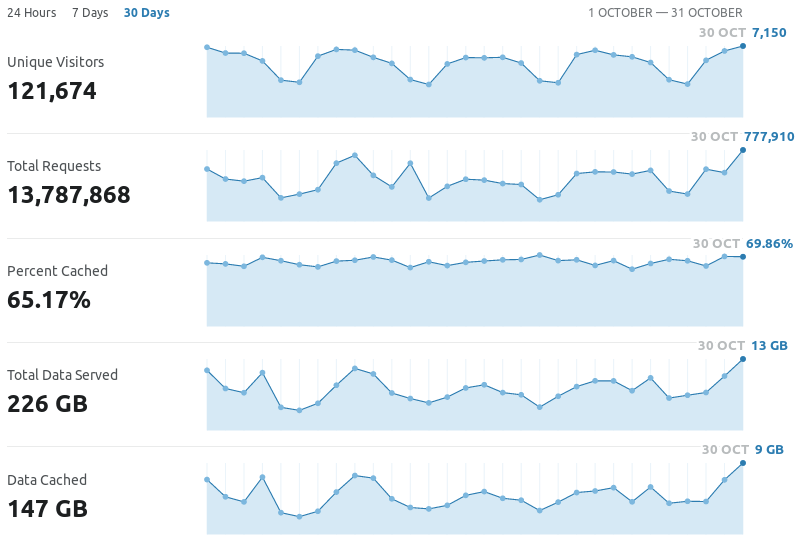 24 Hours 7 Days 30 Days 1 OCTOBER — 31 OCTOBER
30 OCT 7,150
Unique Visitors
121,674
30 OCT 777,910
Total Requests
13,787,868
30 OCT 69.86%
Percent Cached
65.17%
30 OCT 13 GB
Total Data Served
226 GB
30 OCT 9 GB
Data Cached
147 GB